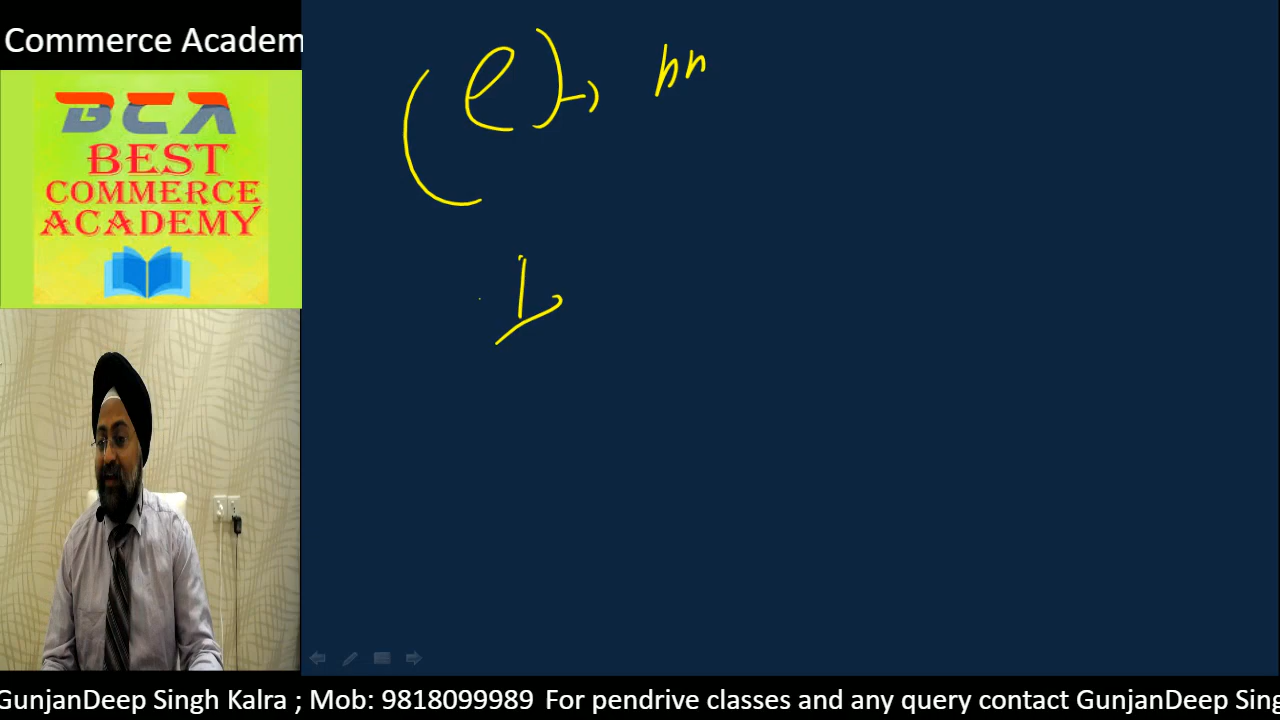 Commerce Academ
BCA
BEST
COMMERCE
ACADEMY
(e)
GunjanDeep Singh Kalra ; Mob: 9818099989 For pendrive classes and any query contact GunjanDeep Sing